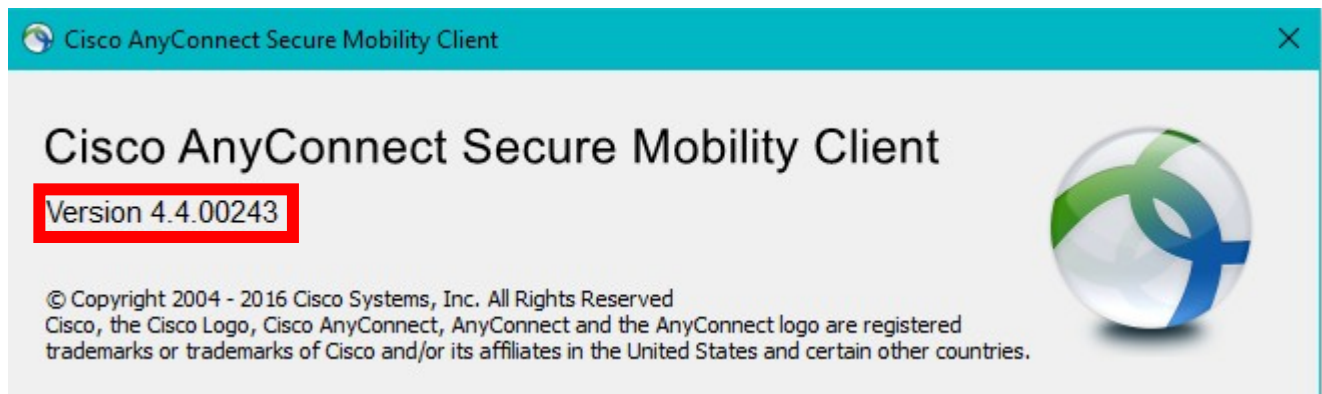 Cisco AnyConnect Secure Mobility Client
Cisco AnyConnect Secure Mobility Client
Version 4.4.00243
© Copyright 2004 - 2016 Cisco Systems, Inc. All Rights Reserved
Cisco, the Cisco Logo, Cisco AnyConnect, AnyConnect and the AnyConnect logo are registered
trademarks or trademarks of Cisco and/or its affiliates in the United States and certain other countries.